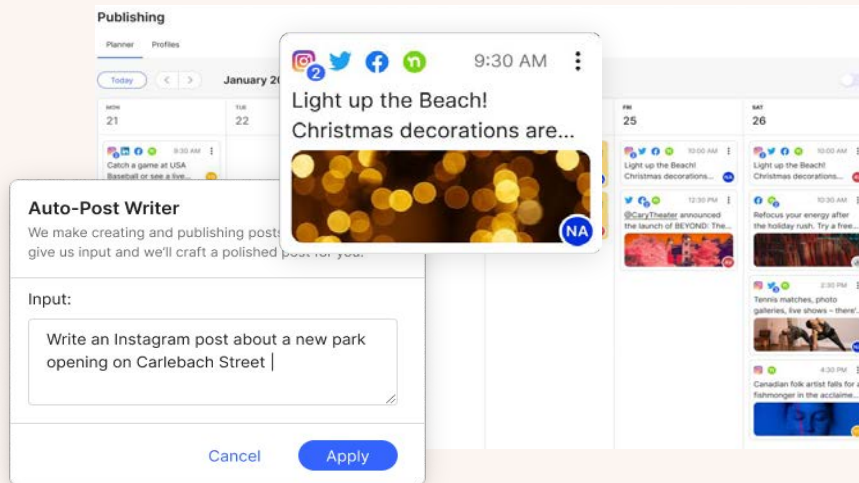 Publishing
Planner Profiles
Today January 20
MON
21
TUE
22
FRI
25
SAT
26
2
9:30 AM
Light up the Beach!
Christmas decorations are...
NA
9:30 AM
Catch a game at USA
Baseball or see a live...
10:00 AM
Light up the Beach!
Christmas decorations...
NA
12:30 PM
@CaryTheater announced
the launch of BEYOND: The...
10:00 AM
Light up the Beach!
Christmas decorations...
10:30 AM
Refocus your energy after
the holiday rush. Try a free...
2:30 PM
Tennis matches, photo
galleries, live shows – there'...
4:30 PM
Canadian folk artist falls for a
fishmonger in the acclaime...
Auto-Post Writer
We make creating and publishing posts
give us input and we'll craft a polished post for you.
Input:
Write an Instagram post about a new park
opening on Carlebach Street
Cancel Apply